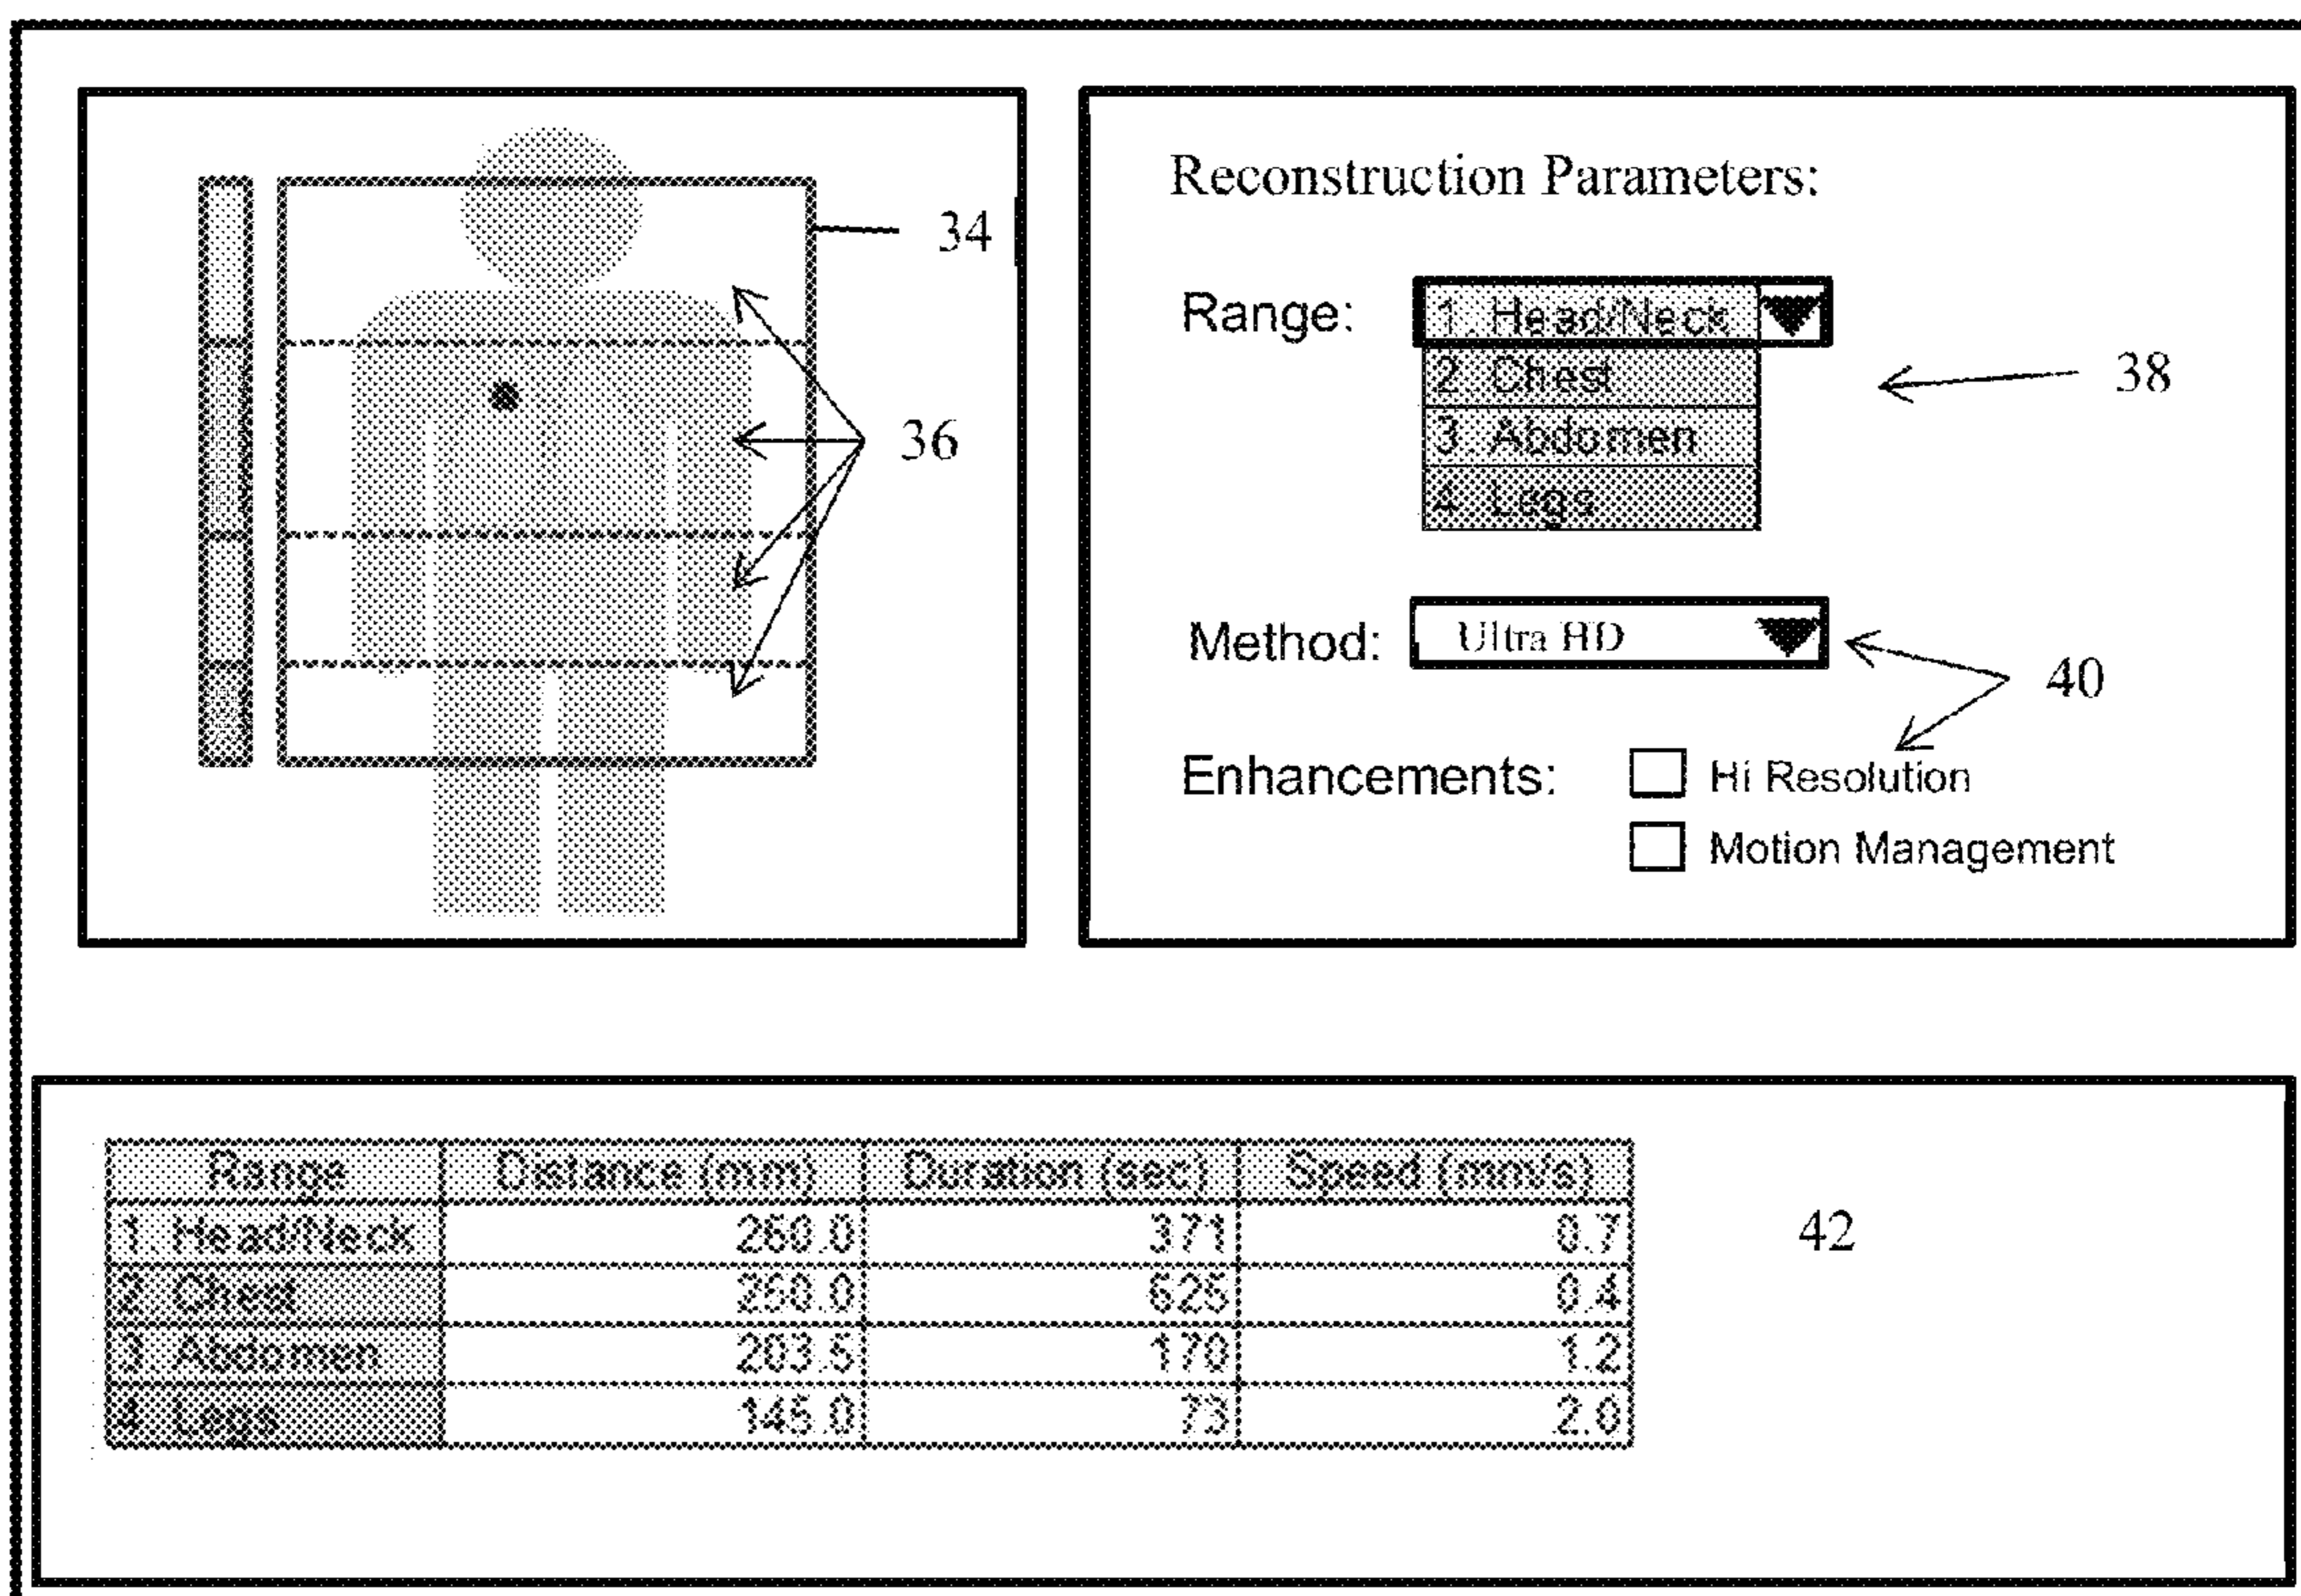 34
36
Reconstruction Parameters:
Range: 1. Head/Neck
2. Chest
3. Abdomen
4. Legs
38
Method: Ultra HD
40
Enhancements: Hi Resolution
Motion Management
Range Distance (mm) Duration (sec) Speed (mm/s)
1. Head/Neck 260.0 371 0.7
2. Chest 250.0 625 0.4
3. Abdomen 203.5 170 1.2
4. Legs 145.0 73 2.0
42